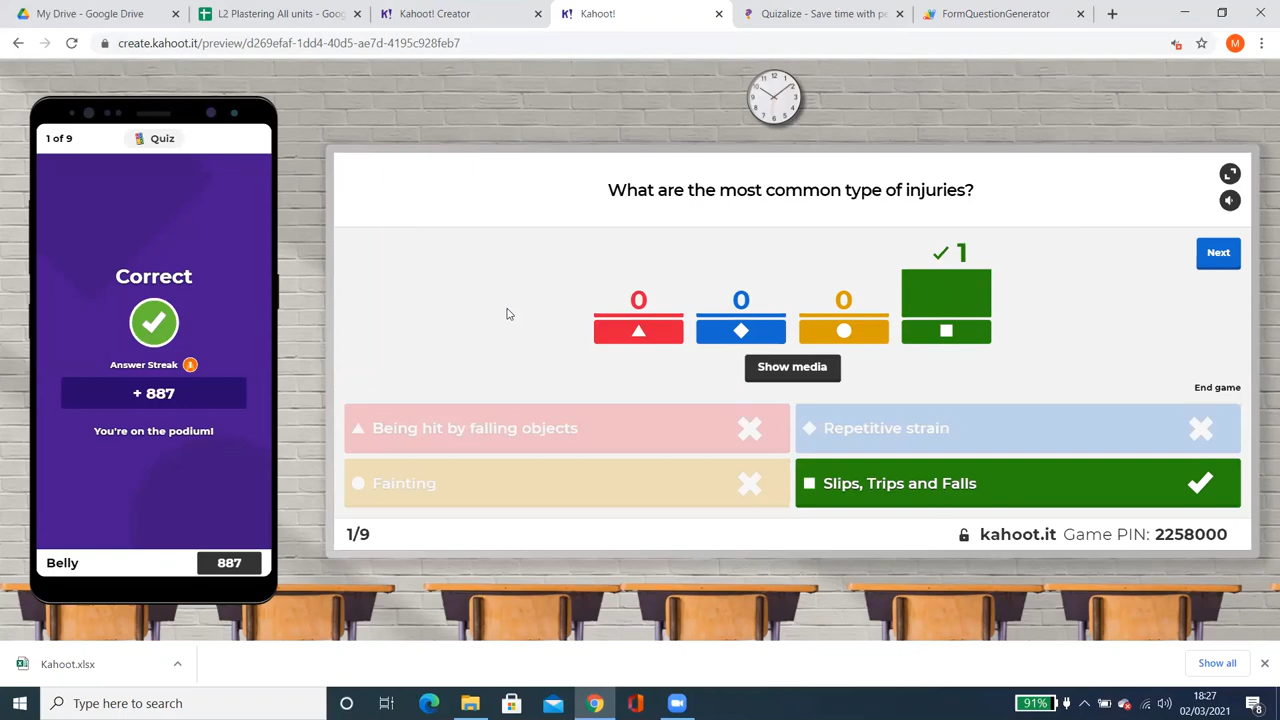 My Drive - Google Drive
L2 Plastering All units - Goo
Kahoot! Creator
Kahoot!
Quizalize - Save time with pe
FormQuestionGenerator
create.kahoot.it/preview/d269efaf-1dd4-40d5-ae7d-4195c928feb7
M
1 of 9
Quiz
Correct
Answer Streak 1
+ 887
You're on the podium!
Belly
887
What are the most common type of injuries?
Next
0
0
0
1
Show media
End game
Being hit by falling objects
Repetitive strain
Fainting
Slips, Trips and Falls
1/9
kahoot.it Game PIN: 2258000
Kahoot.xlsx
Show all
Type here to search
91%
18:27
02/03/2021
8